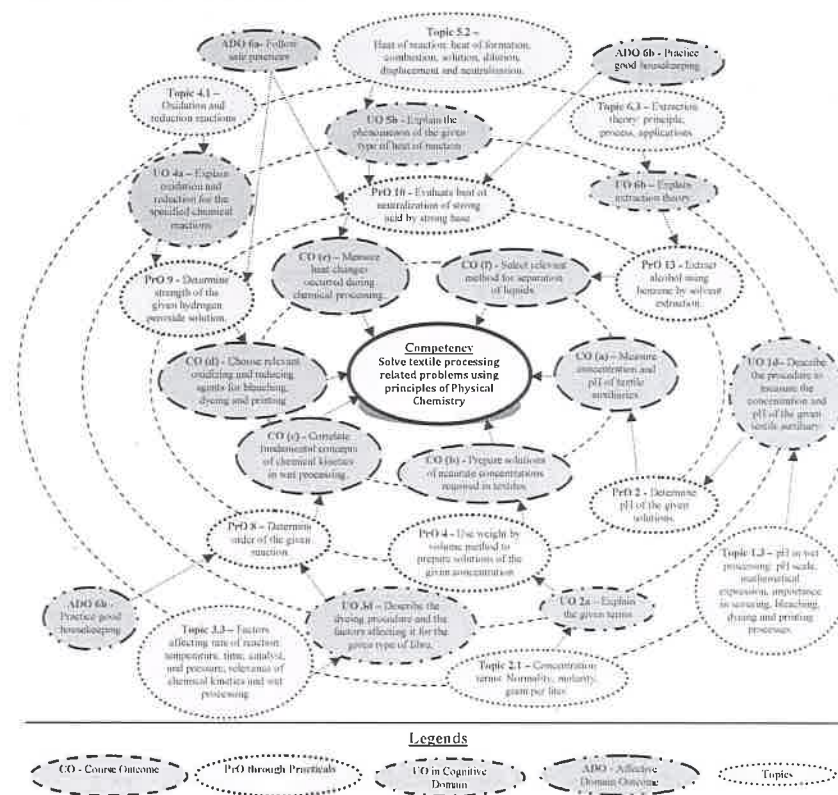 ADO 6a- Follow
safe practices
Topic 5.2 -
Heat of reaction: heat of formation,
combustion, solution, dilution,
displacement and neutralization.
ADO 6b - Practice
good housekeeping
Topic 4.1 –
Oxidation and
reduction reactions
Topic 6.3 – Extraction
theory: principle,
process, applications
UO 5b - Explain the
phenomenon of the given
type of heat of reaction
UO 4a – Explain
oxidation and
reduction for the
specified chemical
reactions
UO 6b – Explain
extraction theory
PrO 10 - Evaluate heat of
neutralization of strong
acid by strong base
CO (e) – Measure
heat changes
occurred during
chemical processing.
CO (f) – Select relevant
method for separation
of liquids.
PrO 13 - Extract
alcohol using
benzene by solvent
extraction.
PrO 9 - Determine
strength of the
given hydrogen
peroxide solution.
Competency
Solve textile processing
related problems using
principles of Physical
Chemistry
CO (d) - Choose relevant
oxidizing and reducing
agents for bleaching,
dyeing and printing
CO (a) – Measure
concentration and
pH of textile
auxiliaries.
UO 1d– Describe
the procedure to
measure the
concentration and
pH of the given
textile auxiliary.
CO (c) - Correlate
fundamental concepts
of chemical kinetics
in wet processing.
CO (b) - Prepare solutions
of accurate concentrations
required in textiles
PrO 2 - Determine
pH of the given
solutions.
PrO 8 – Determine
order of the given
reaction.
PrO 4 - Use weight by
volume method to
prepare solutions of the
given concentration
Topic 1.3 – pH in wet
processing: pH scale,
mathematical
expression, importance
in scouring, bleaching,
dyeing and printing
processes.
ADO 6b -
Practice good
housekeeping
UO 3d – Describe the
dyeing procedure and
the factors affecting it for the
given type of fibre.
UO 2a – Explain
the given terms
Topic 3.3 – Factors
affecting rate of reaction:
temperature, time, catalyst,
and pressure, relevance of
chemical kinetics and wet
processing
Topic 2.1 – Concentration
terms: Normality, molarity,
gram per liter
Legends
CO - Course Outcome
PrO through Practicals
UO in Cognitive
Domain
ADO - Affective
Domain Outcome
Topics